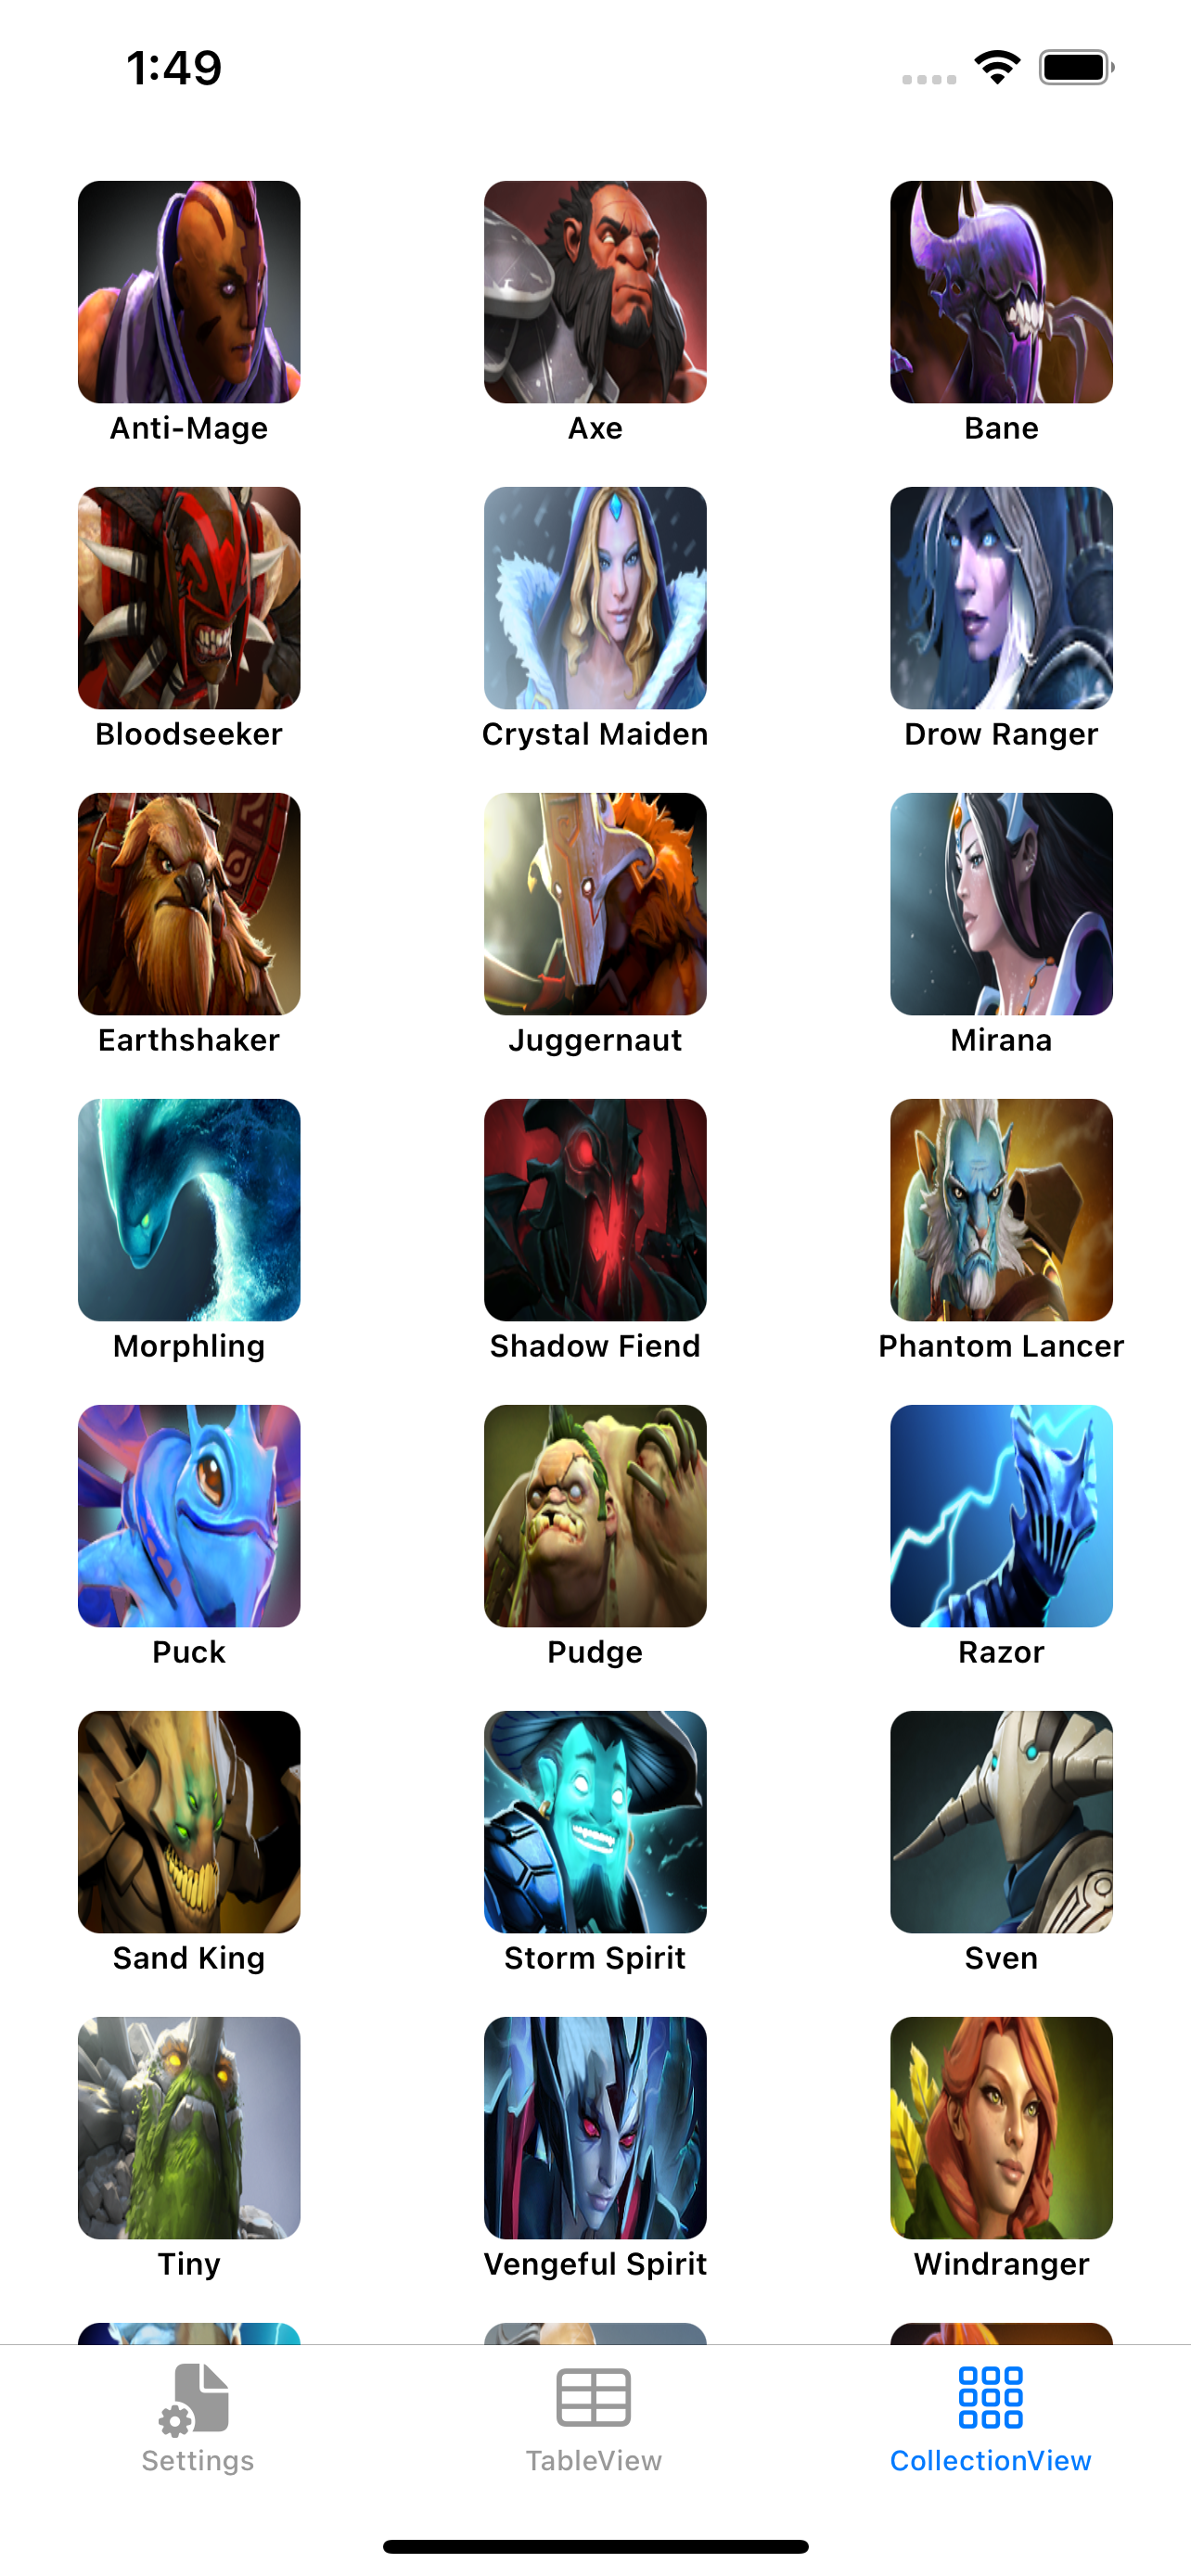 1:49
Anti-Mage
Axe
Bane
Bloodseeker
Crystal Maiden
Drow Ranger
Earthshaker
Juggernaut
Mirana
Morphling
Shadow Fiend
Phantom Lancer
Puck
Pudge
Razor
Sand King
Storm Spirit
Sven
Tiny
Vengeful Spirit
Windranger
Settings
TableView
CollectionView